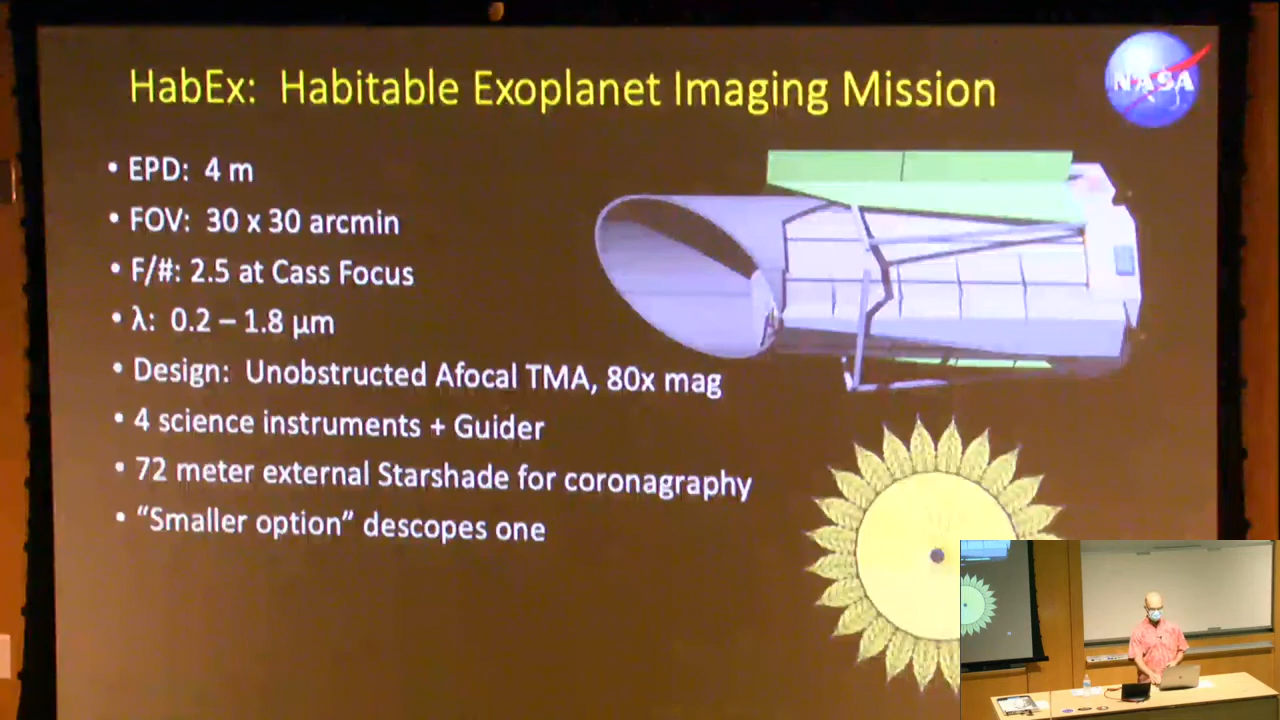 HabEx: Habitable Exoplanet Imaging Mission
NASA
• EPD: 4 m
• FOV: 30 x 30 arcmin
• F/#: 2.5 at Cass Focus
• λ: 0.2 – 1.8 µm
• Design: Unobstructed Afocal TMA, 80x mag
• 4 science instruments + Guider
• 72 meter external Starshade for coronagraphy
• “Smaller option” descopes one